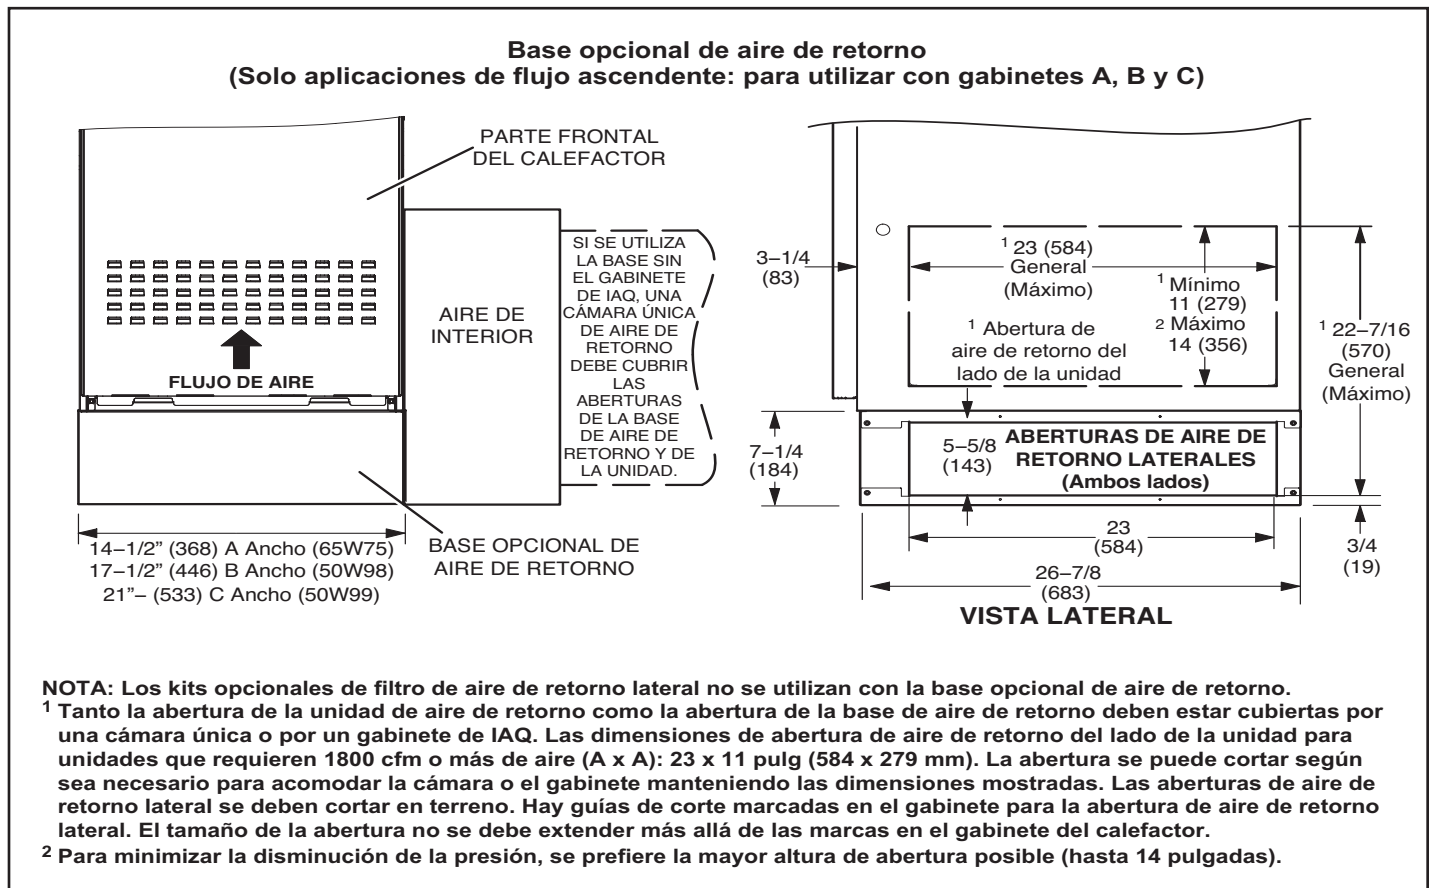 Base opcional de aire de retorno
(Solo aplicaciones de flujo ascendente: para utilizar con gabinetes A, B y C)
PARTE FRONTAL
DEL CALEFACTOR
AIRE DE
INTERIOR
SI SE UTILIZA
LA BASE SIN
EL GABINETE
DE IAQ, UNA
CÁMARA ÚNICA
DE AIRE DE
RETORNO
DEBE CUBRIR
LAS
ABERTURAS
DE LA BASE
DE AIRE DE
RETORNO Y DE
LA UNIDAD.
FLUJO DE AIRE
14–1/2” (368) A Ancho (65W75)
17–1/2” (446) B Ancho (50W98)
21”– (533) C Ancho (50W99)
BASE OPCIONAL DE
AIRE DE RETORNO
3–1/4
(83)
1 23 (584)
General
(Máximo)
1 Mínimo
11 (279)
2 Máximo
14 (356)
1 Abertura de
aire de retorno del
lado de la unidad
1 22–7/16
(570)
General
(Máximo)
7–1/4
(184)
5–5/8
(143)
ABERTURAS DE AIRE DE
RETORNO LATERALES
(Ambos lados)
23
(584)
3/4
(19)
26–7/8
(683)
VISTA LATERAL
NOTA: Los kits opcionales de filtro de aire de retorno lateral no se utilizan con la base opcional de aire de retorno.
1 Tanto la abertura de la unidad de aire de retorno como la abertura de la base de aire de retorno deben estar cubiertas por
una cámara única o por un gabinete de IAQ. Las dimensiones de abertura de aire de retorno del lado de la unidad para
unidades que requieren 1800 cfm o más de aire (A x A): 23 x 11 pulg (584 x 279 mm). La abertura se puede cortar según
sea necesario para acomodar la cámara o el gabinete manteniendo las dimensiones mostradas. Las aberturas de aire de
retorno lateral se deben cortar en terreno. Hay guías de corte marcadas en el gabinete para la abertura de aire de retorno
lateral. El tamaño de la abertura no se debe extender más allá de las marcas en el gabinete del calefactor.
2 Para minimizar la disminución de la presión, se prefiere la mayor altura de abertura posible (hasta 14 pulgadas).